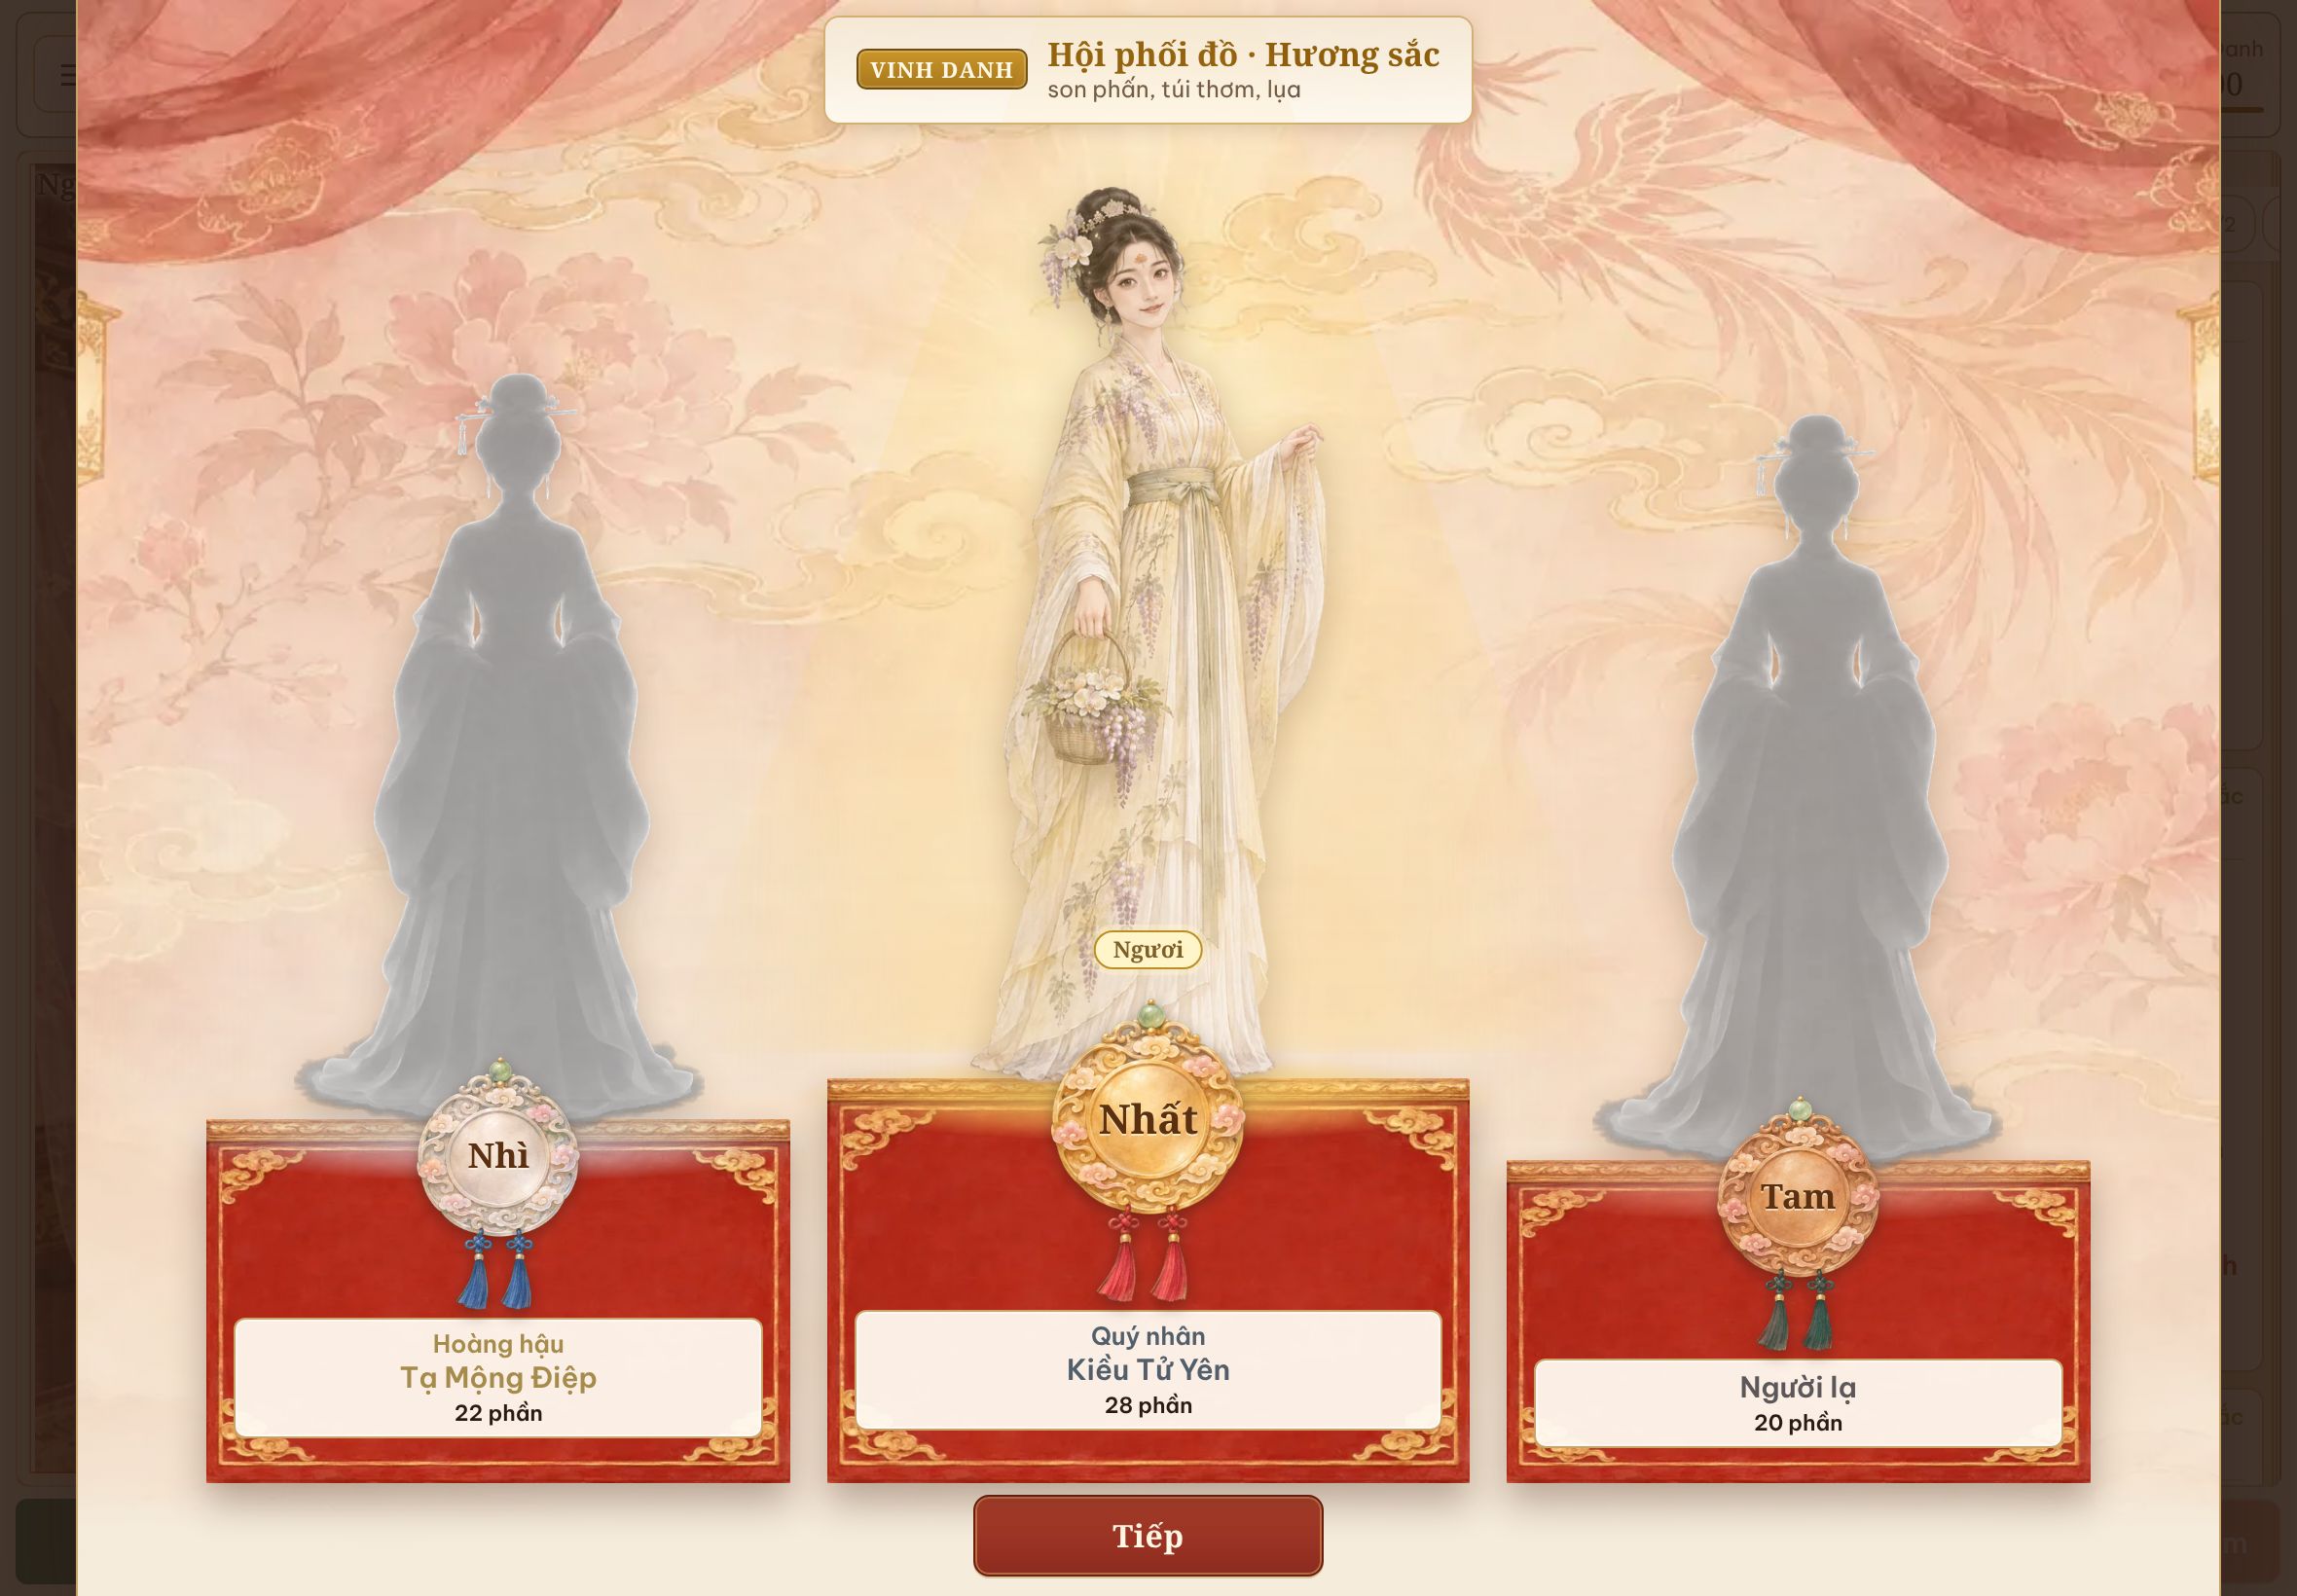 VINH DANH
Hội phối đồ · Hương sắc
son phấn, túi thơm, lụa
Ngươi
Nhì
Nhất
Tam
Hoàng hậu
Tạ Mộng Điệp
22 phần
Quý nhân
Kiều Tử Yên
28 phần
Người lạ
20 phần
Tiếp